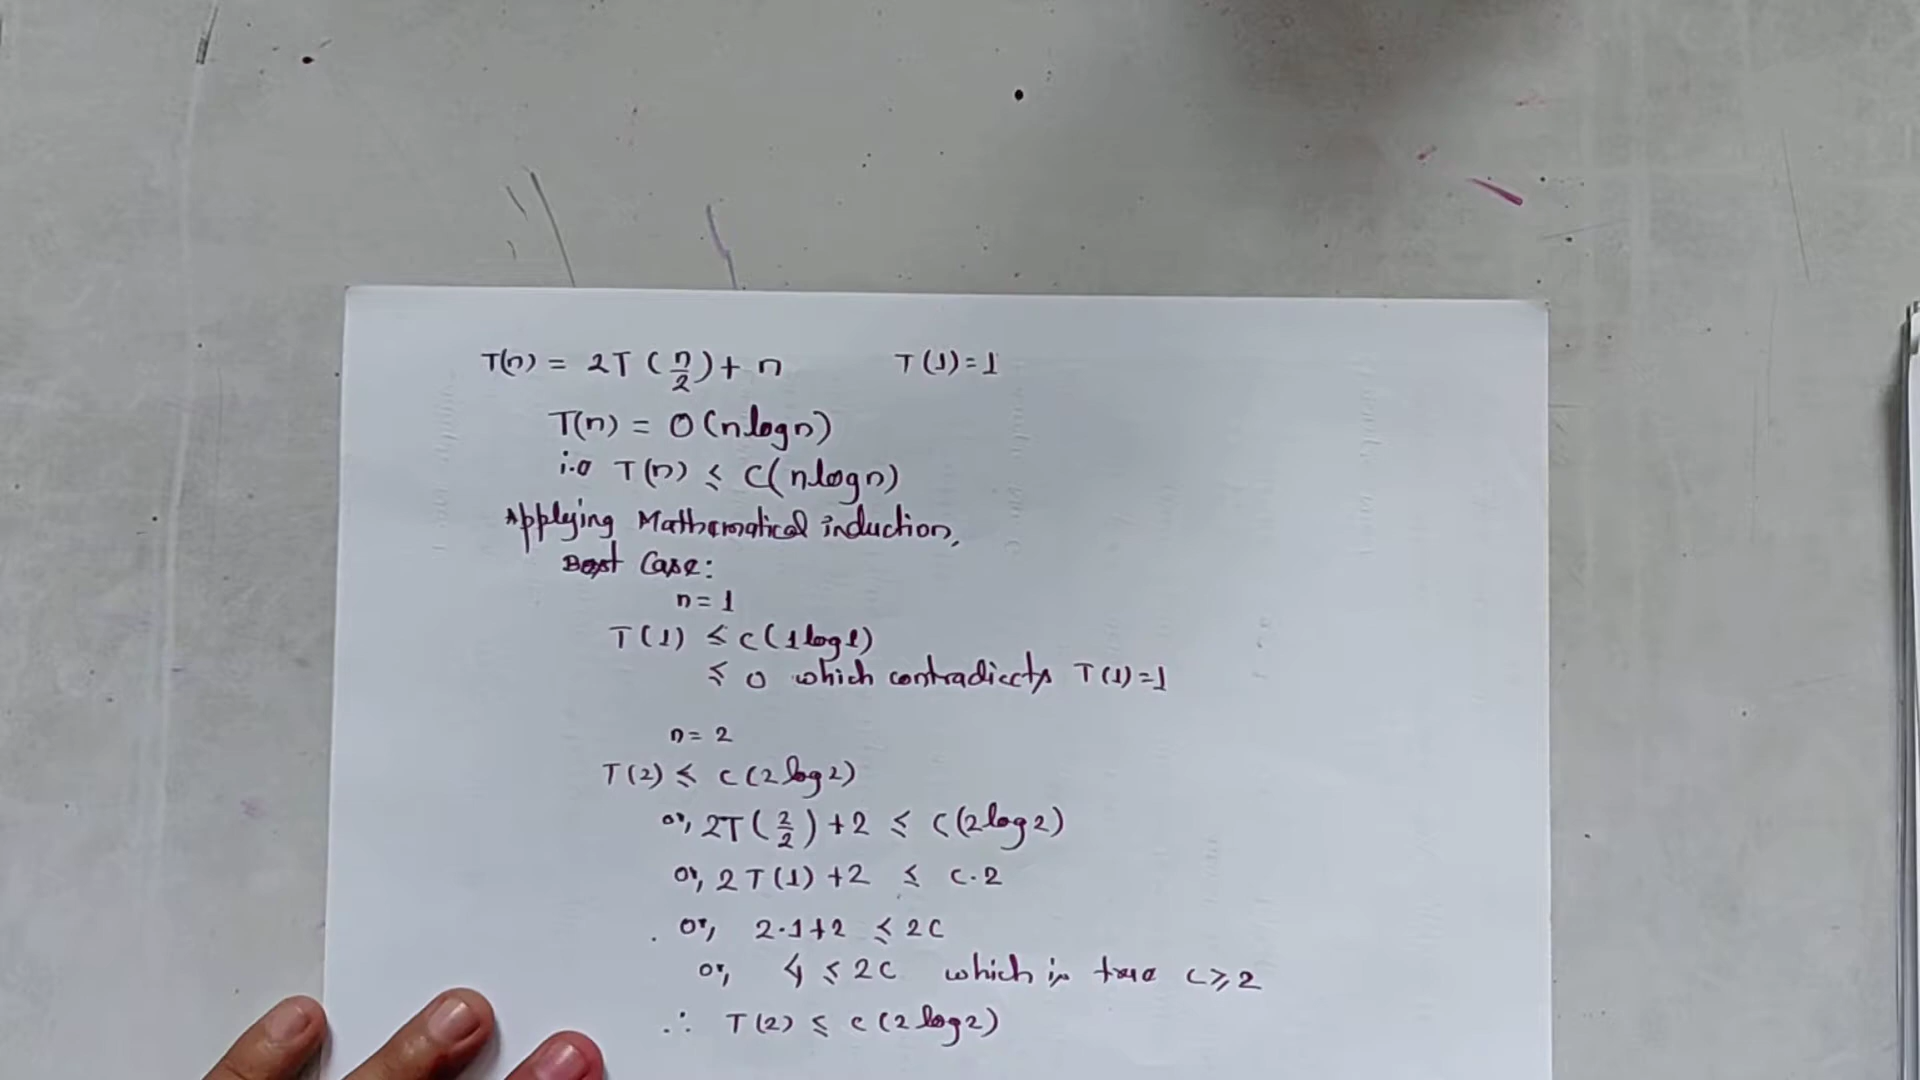 T(n) = 2T(n/2) + n T(1)=1
T(n) = O(nlogn)
i.e T(n) ≤ C(nlogn)
Applying Mathematical induction,
Case:
n = 1
T(1) ≤ c(1log1)
≤ 0 which contradicts T(1)=1
n = 2
T(2) ≤ c(2log2)
or, 2T(2/2) + 2 ≤ C(2log2)
or, 2T(1) + 2 ≤ c.2
or, 2·1+2 ≤ 2C
or, 4 ≤ 2C which is true c≥2
∴ T(2) ≤ c(2log2)